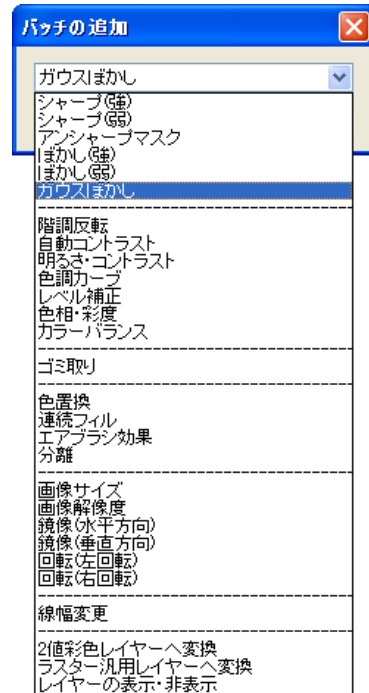 バッチの追加
ガウスぼかし
シャープ(強)
シャープ(弱)
アンシャープマスク
ぼかし(強)
ぼかし(弱)
ガウスぼかし
階調反転
自動コントラスト
明るさ・コントラスト
色調カーブ
レベル補正
色相・彩度
カラーバランス
ゴミ取り
色置換
連続フィル
エアブラシ効果
分離
画像サイズ
画像解像度
鏡像(水平方向)
鏡像(垂直方向)
回転(左回転)
回転(右回転)
線幅変更
2値彩色レイヤーへ変換
ラスター汎用レイヤーへ変換
レイヤーの表示・非表示